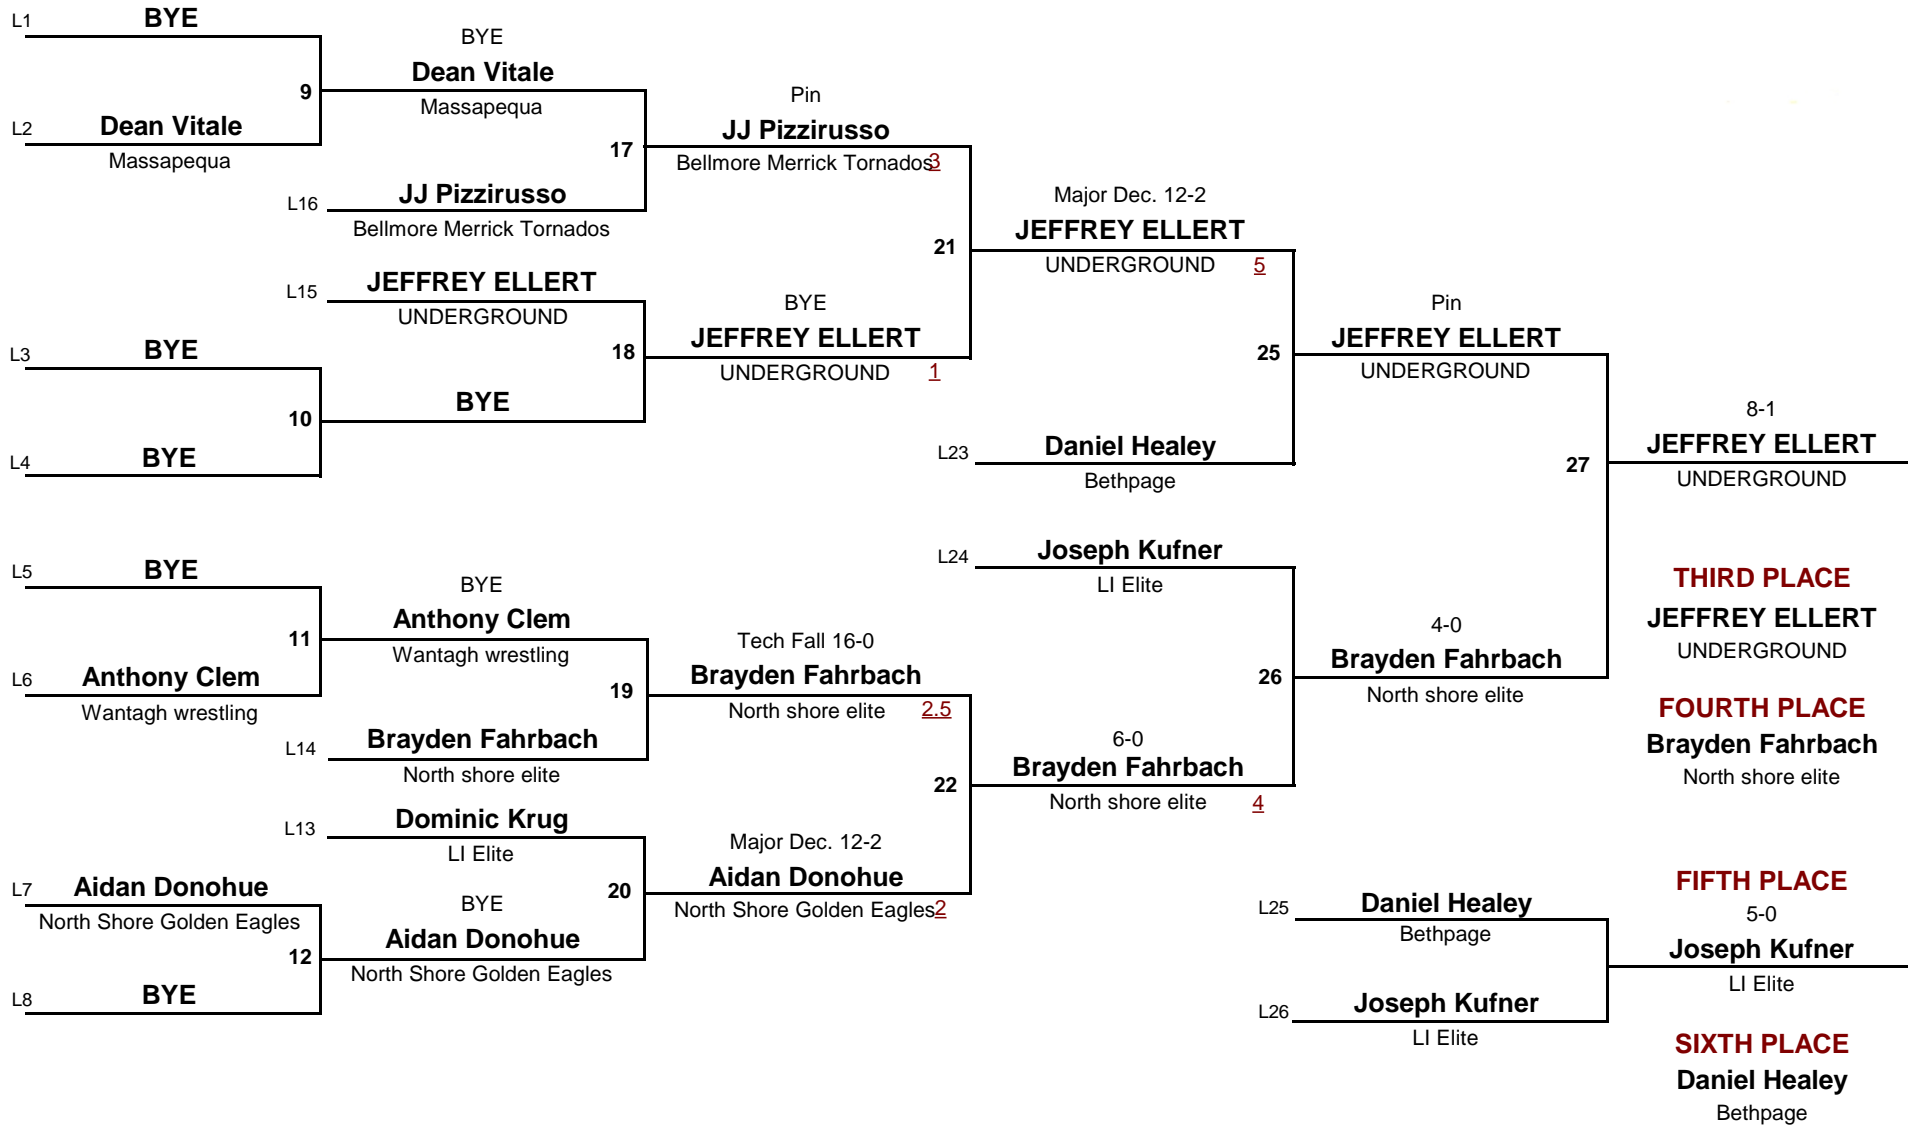 L1 BYE
BYE
Dean Vitale
Massapequa
9
L2 Dean Vitale
Massapequa
Pin
JJ Pizzirusso
Bellmore Merrick Tornados 3
17
L16 JJ Pizzirusso
Bellmore Merrick Tornados
Major Dec. 12-2
JEFFREY ELLERT
UNDERGROUND 5
21
L15 JEFFREY ELLERT
UNDERGROUND
BYE
JEFFREY ELLERT
UNDERGROUND 1
18
L3 BYE
10
BYE
L4 BYE
Pin
JEFFREY ELLERT
UNDERGROUND
25
L23 Daniel Healey
Bethpage
8-1
JEFFREY ELLERT
UNDERGROUND
27
L24 Joseph Kufner
LI Elite
L5 BYE
BYE
Anthony Clem
Wantagh wrestling
11
L6 Anthony Clem
Wantagh wrestling
Tech Fall 16-0
Brayden Fahrbach
North shore elite 2.5
19
L14 Brayden Fahrbach
North shore elite
4-0
Brayden Fahrbach
North shore elite
26
6-0
Brayden Fahrbach
North shore elite 4
22
L13 Dominic Krug
LI Elite
Major Dec. 12-2
Aidan Donohue
North Shore Golden Eagles 2
20
L7 Aidan Donohue
North Shore Golden Eagles
BYE
Aidan Donohue
North Shore Golden Eagles
12
L8 BYE
THIRD PLACE
JEFFREY ELLERT
UNDERGROUND
FOURTH PLACE
Brayden Fahrbach
North shore elite
L25 Daniel Healey
Bethpage
L26 Joseph Kufner
LI Elite
FIFTH PLACE
5-0
Joseph Kufner
LI Elite
SIXTH PLACE
Daniel Healey
Bethpage